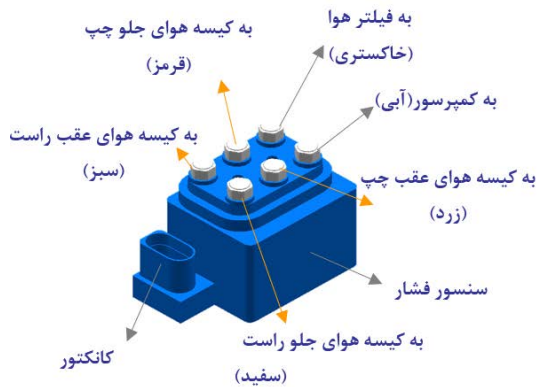 به فیلتر هوا
(خاکستری)
به کیسه هوای جلو چپ
(قرمز)
به کمپرسور(آبی)
به کیسه هوای عقب راست
(سبز)
به کیسه هوای عقب چپ
(زرد)
سنسور فشار
به کیسه هوای جلو راست
(سفید)
کانکتور